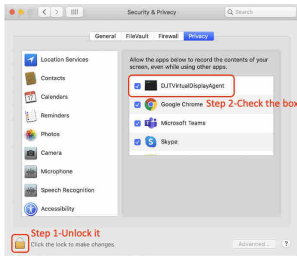 Security & Privacy
Search
General FileVault Firewall Privacy
Location Services
Contacts
Calenders
Reminders
Photos
Camera
Microphone
Speech Recognition
Accessibility
Allow the apps below to record the contents of your
screen, even while using other apps.
DJTVirtualDisplayAgent
Google Chrome Step 2-Check the box
Microsoft Teams
Skype
Step 1-Unlock it
Click the lock to make changes.
Advanced... ?